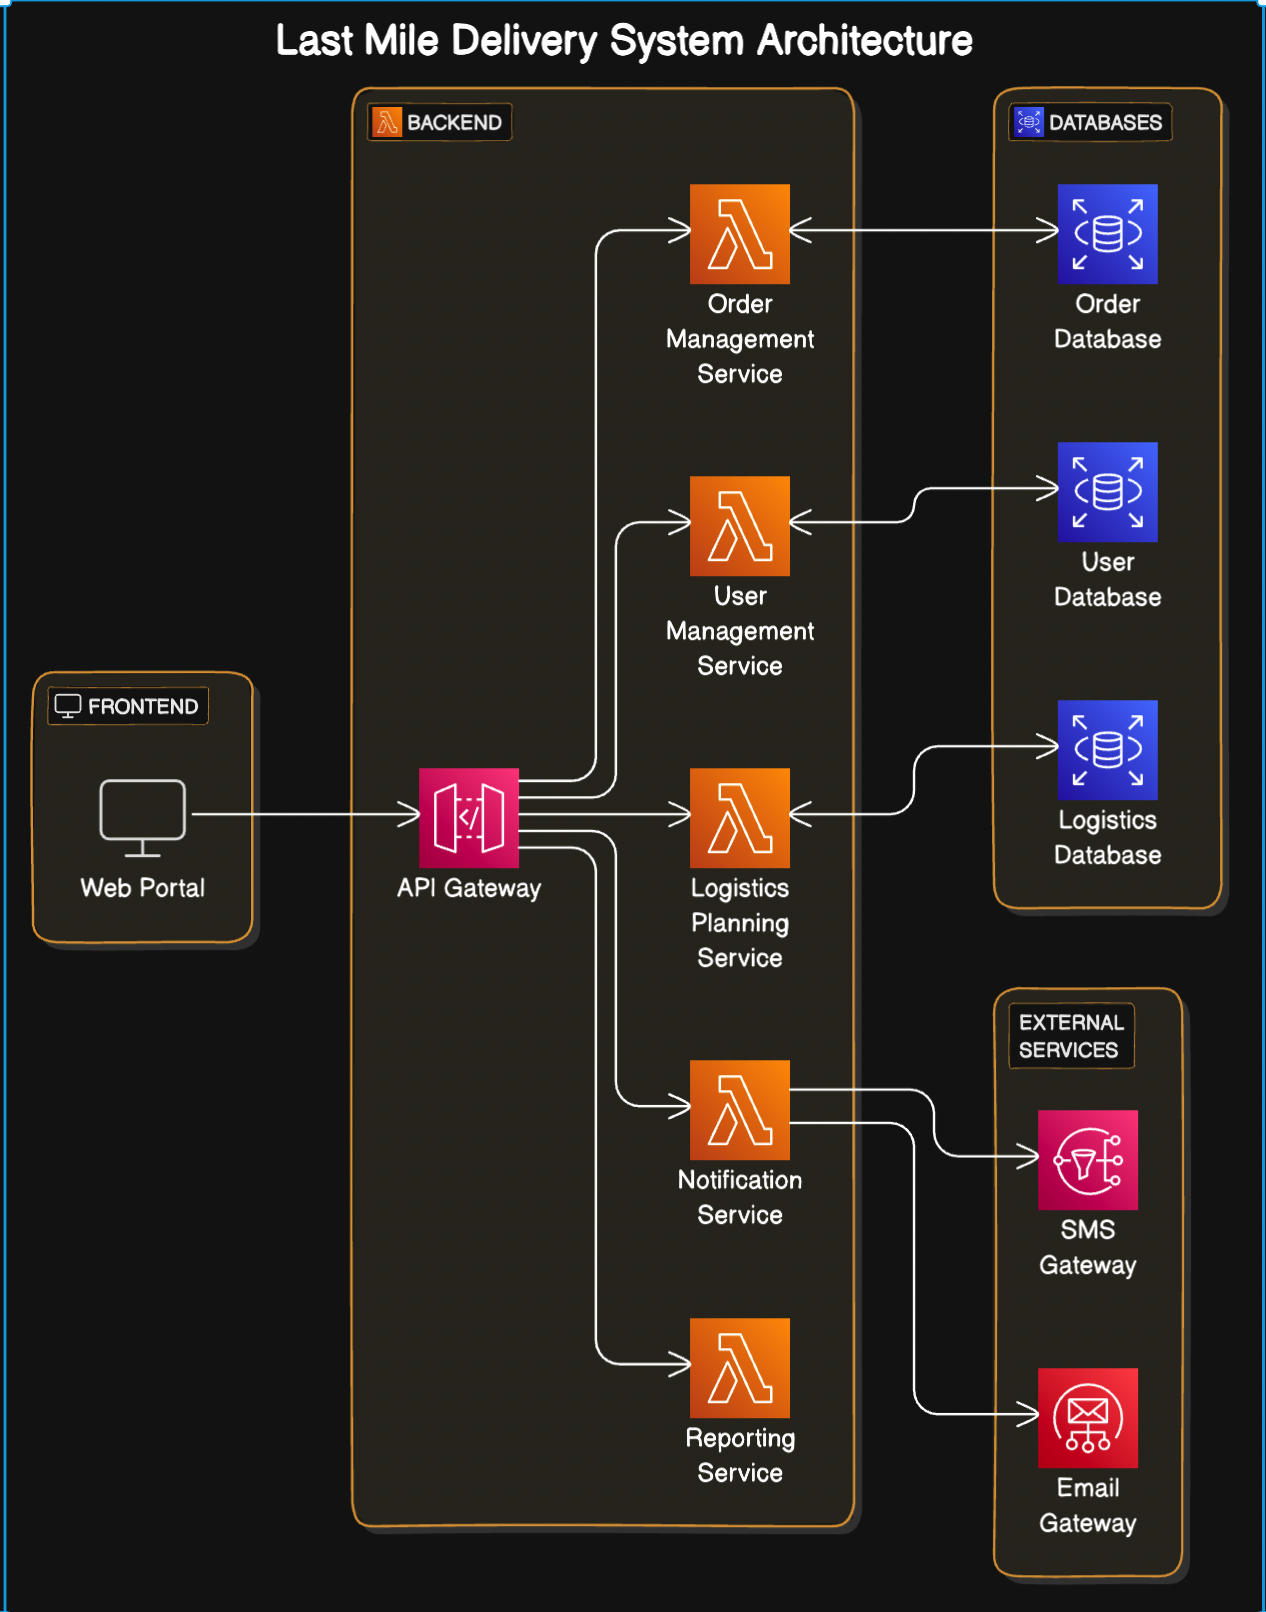 Last Mile Delivery System Architecture
BACKEND
DATABASES
Order
Management
Service
Order
Database
User
Management
Service
User
Database
FRONTEND
Web Portal
</>
API Gateway
Logistics
Planning
Service
Logistics
Database
EXTERNAL
SERVICES
Notification
Service
SMS
Gateway
Reporting
Service
Email
Gateway